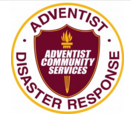 ADVENTIST
ADVENTIST
COMMUNITY
SERVICES
DISASTER RESPONSE